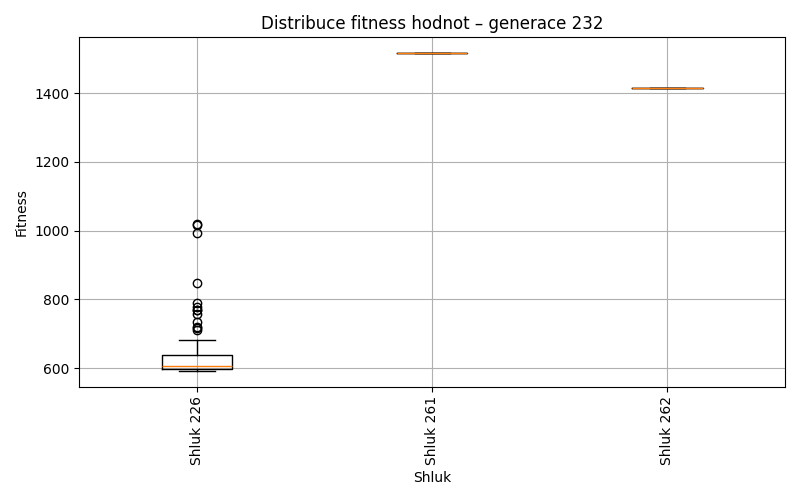 Distribuce fitness hodnot – generace 232
Fitness
1400
1200
1000
800
600
Shluk 226
Shluk 261
Shluk 262
Shluk